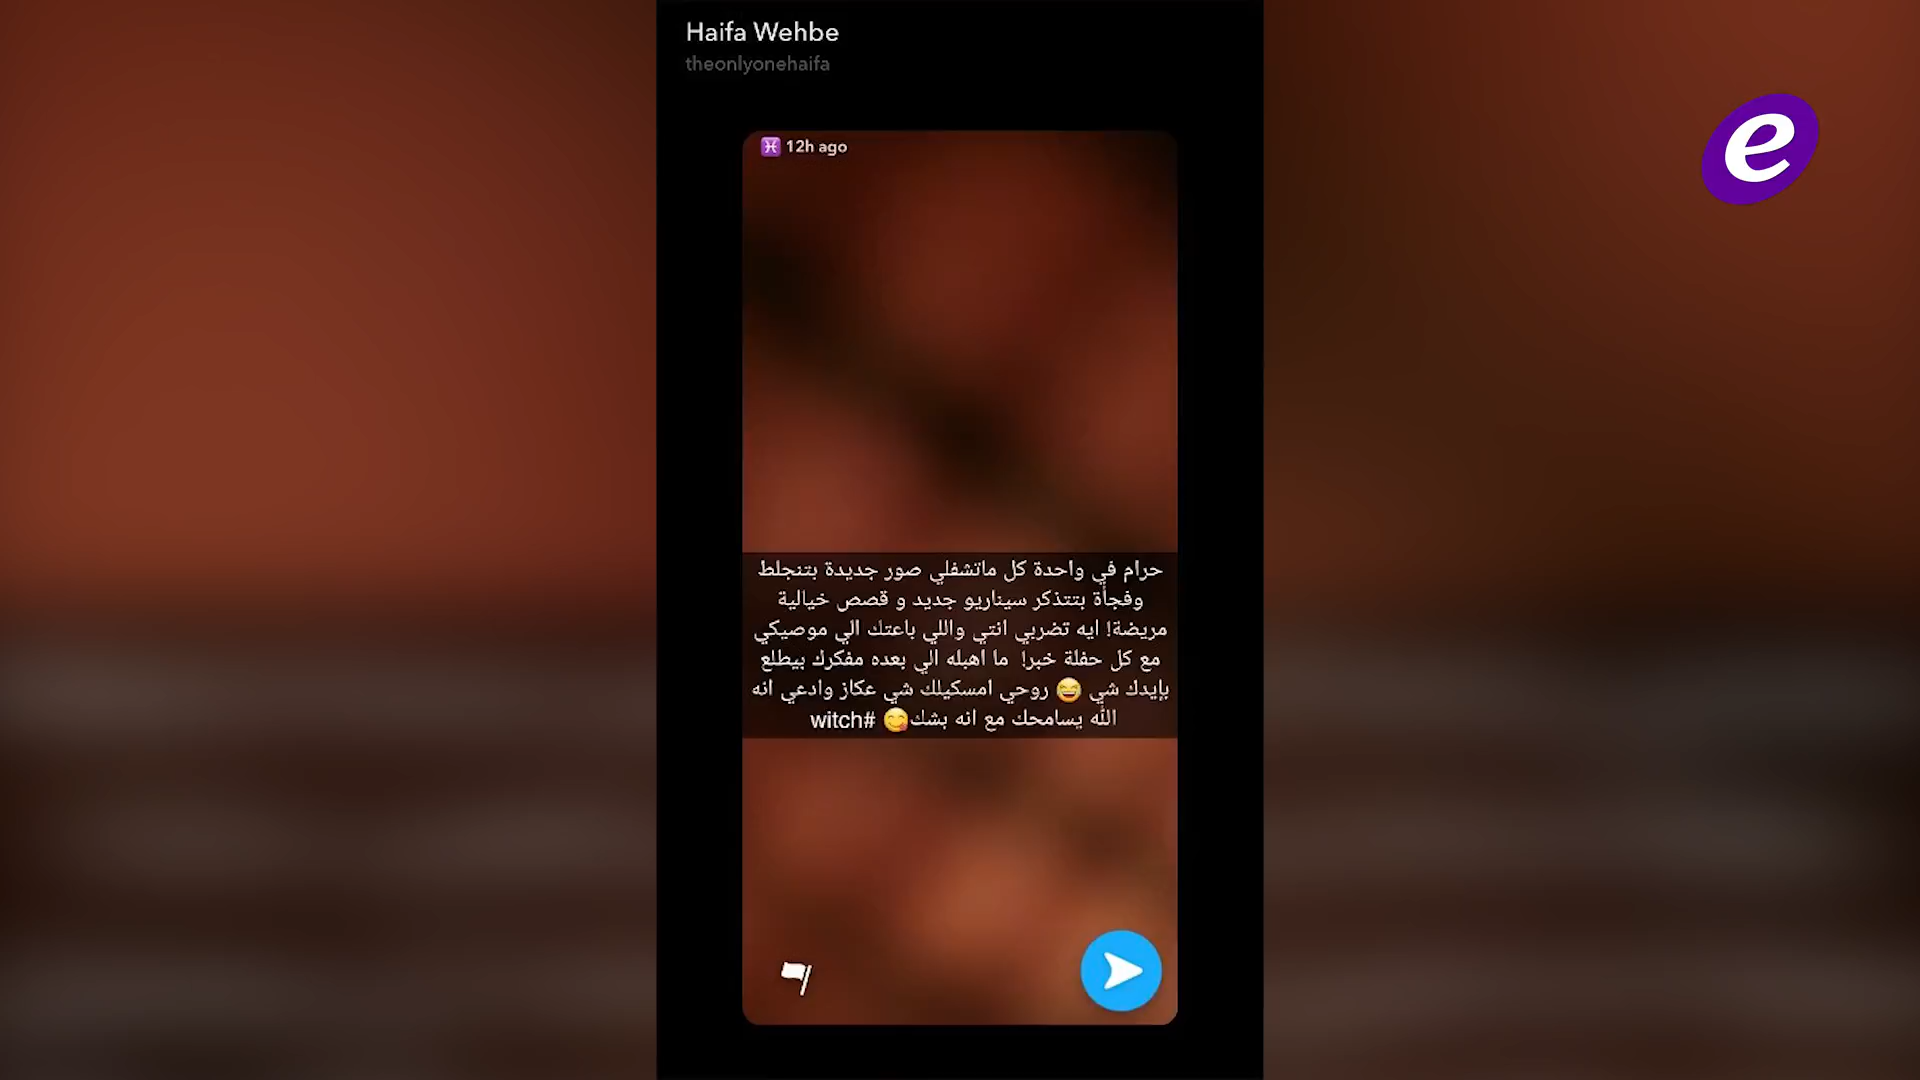 Haifa Wehbe
theonlyonehaifa
12h ago
حرام في واحدة كل ماتشفلي صور جديدة بتنجلط
وفجأة بتتذكر سيناريو جديد و قصص خيالية
مريضة! ايه تضربي انتي واللي باعتك الي موصيكي
مع كل حفلة خبر! ما اهبله الي بعده مفكرك بيطلع
بإيدك شي 😄 روحي امسكيلك شي عكاز وادعي انه
الله يسامحك مع انه بشك😋 #witch
e